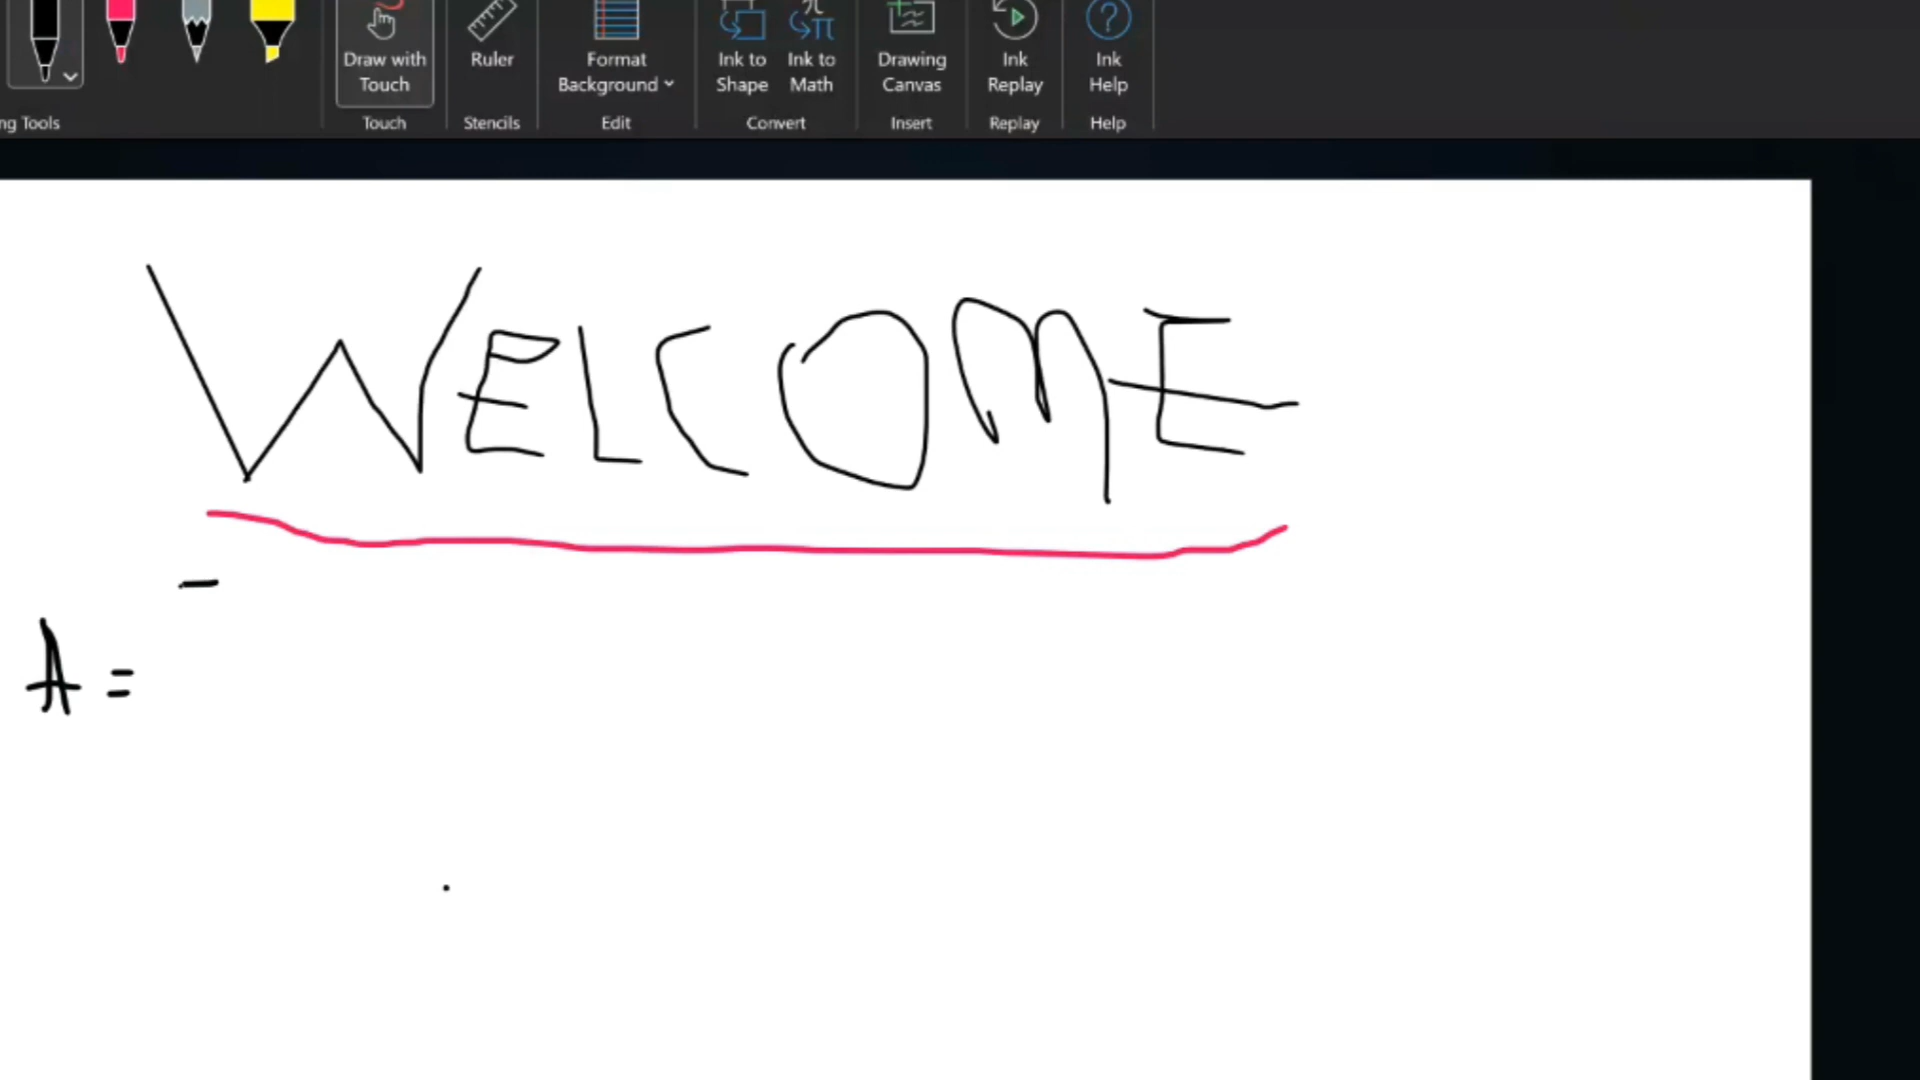 Draw with Touch
Ruler
Format Background
Ink to Shape
Ink to Math
Drawing Canvas
Ink Replay
Ink Help
ng Tools
Touch
Stencils
Edit
Convert
Insert
Replay
Help
WELCOME
-
A =